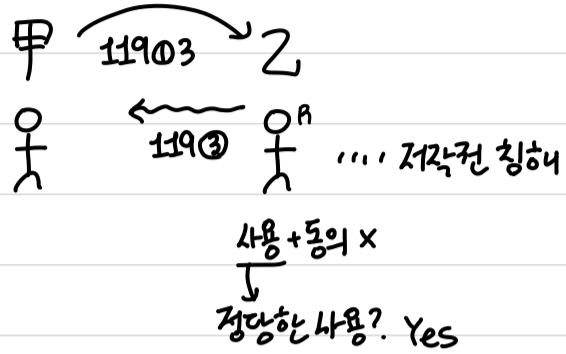 甲 119①3 乙
119③ R .... 저작권 침해
사용+동의 x
정당한 사용? Yes